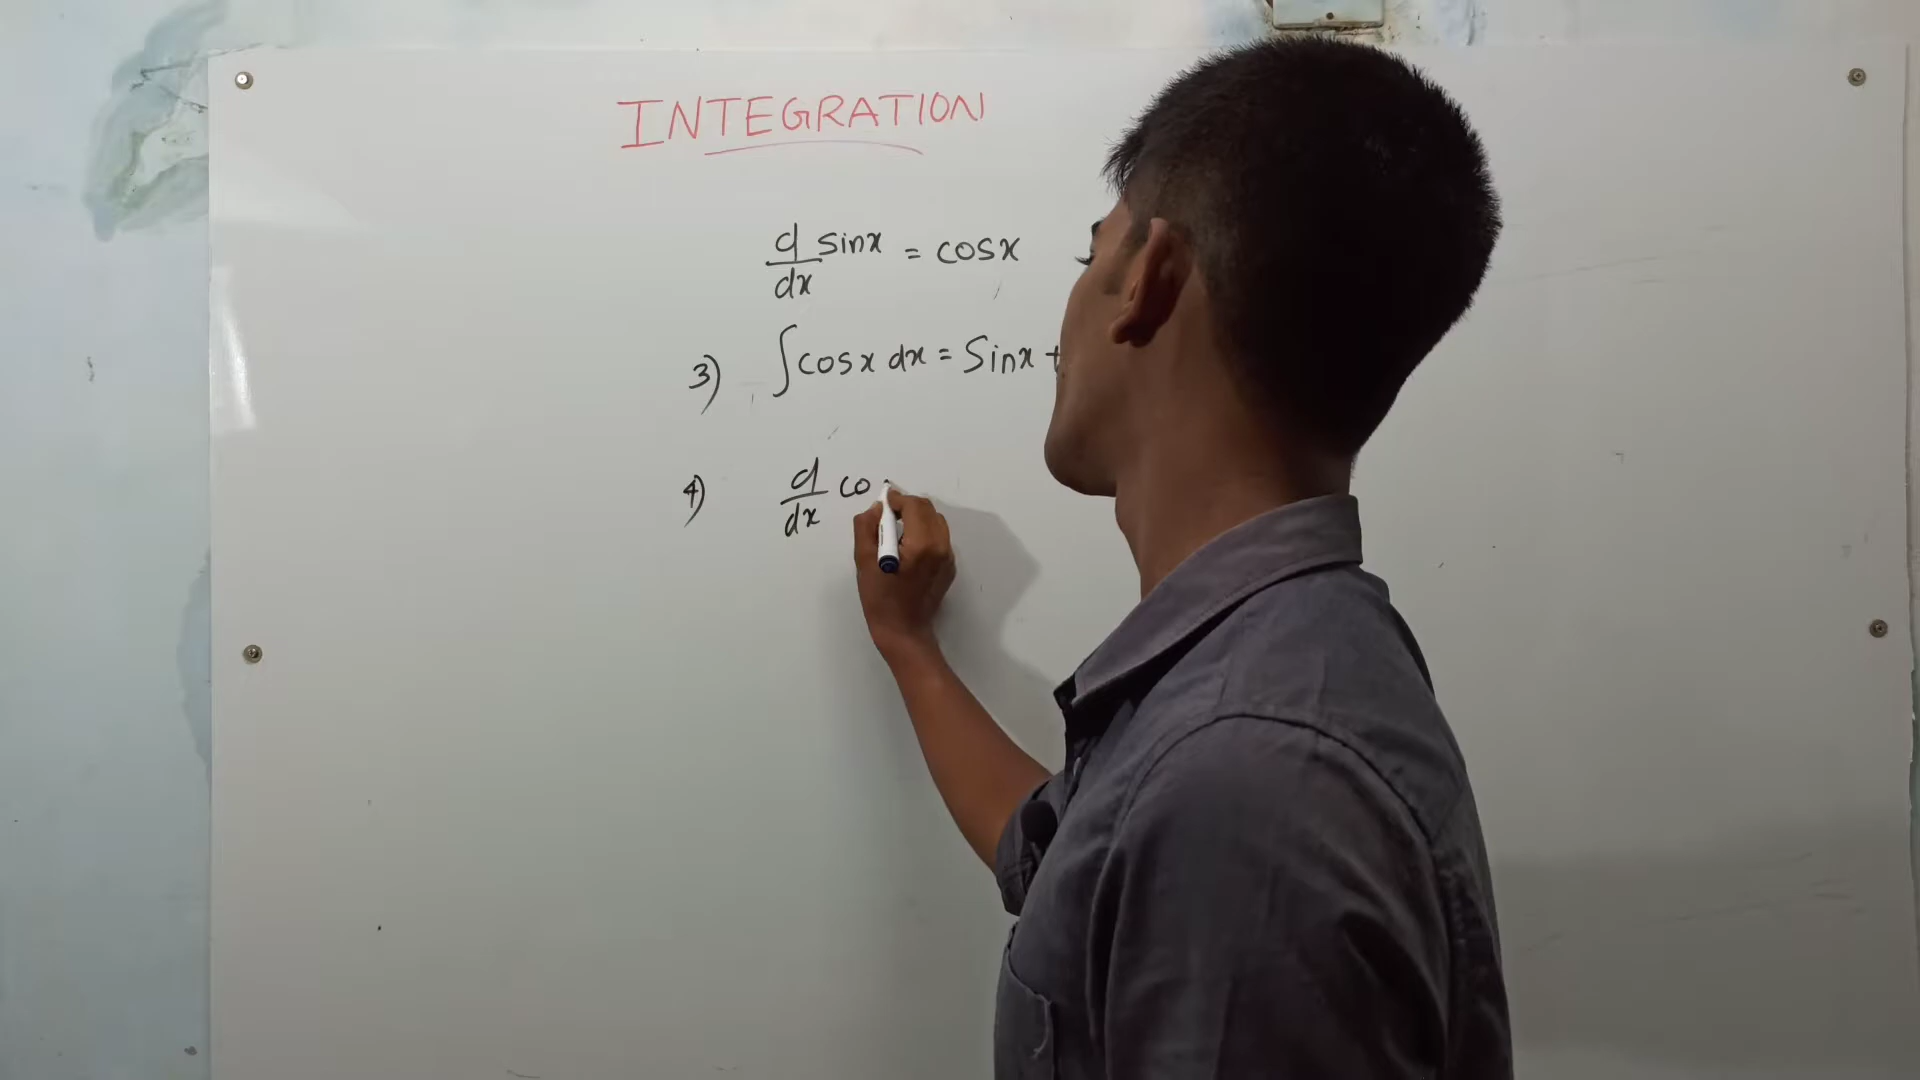 INTEGRATION
d/dx sinx = cosx
3) ∫cosx dx = Sinx +
4) d/dx co